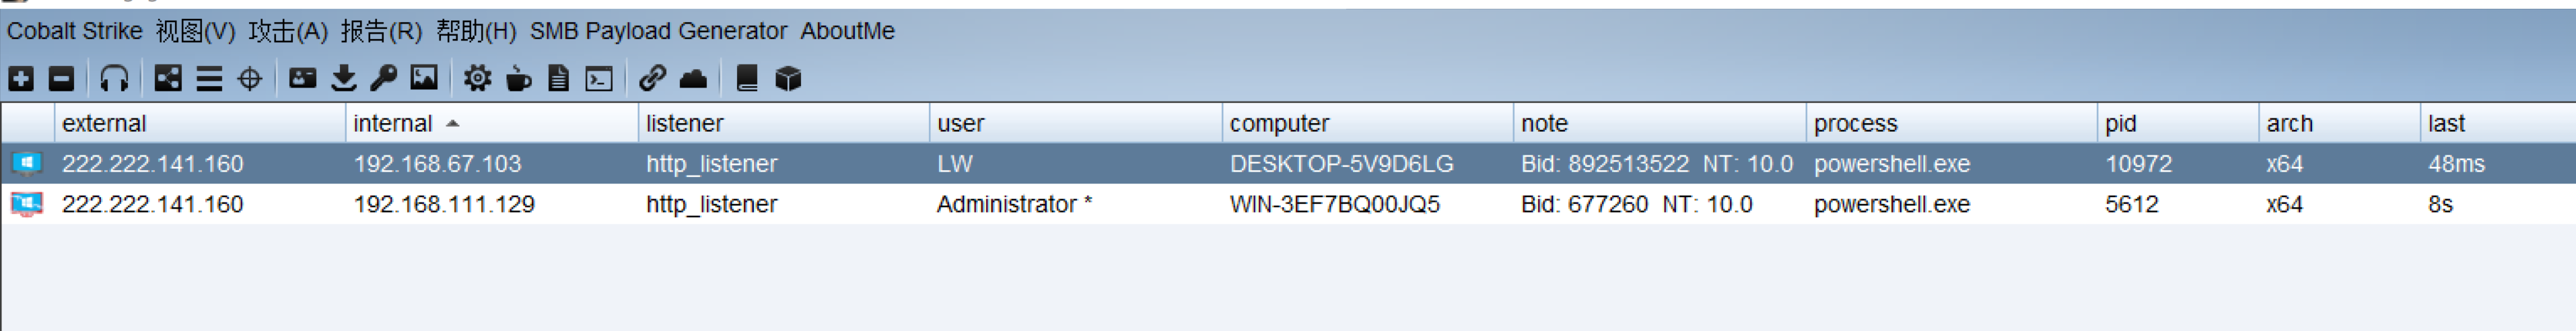 Cobalt Strike 视图(V) 攻击(A) 报告(R) 帮助(H) SMB Payload Generator AboutMe
external internal listener user computer note process pid arch last
222.222.141.160 192.168.67.103 http_listener LW DESKTOP-5V9D6LG Bid: 892513522 NT: 10.0 powershell.exe 10972 x64 48ms
222.222.141.160 192.168.111.129 http_listener Administrator * WIN-3EF7BQ00JQ5 Bid: 677260 NT: 10.0 powershell.exe 5612 x64 8s